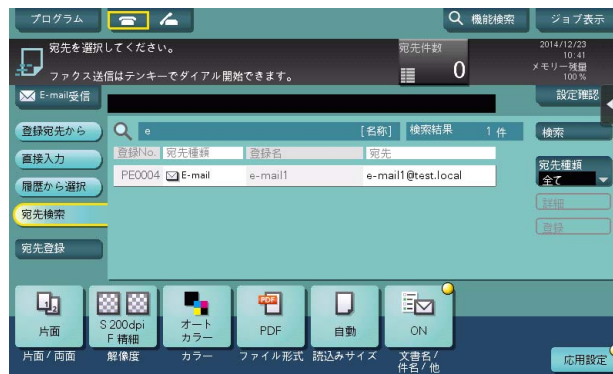 プログラム
機能検索
ジョブ表示
宛先を選択してください。
ファクス送信はテンキーでダイアル開始できます。
宛先件数
0
2014/12/23
10:41
メモリー残量
100%
E-mail受信
設定確認
登録宛先から
直接入力
履歴から選択
宛先検索
宛先登録
e
[名称] 検索結果 1 件
登録No. 宛先種類 登録名 宛先
PE0004 E-mail e-mail1 e-mail1@test.local
検索
宛先種類
全て
詳細
登録
片面
片面/両面
S 200dpi
F 精細
解像度
オート
カラー
カラー
PDF
PDF
ファイル形式
自動
読込みサイズ
ON
文書名/
件名/他
応用設定